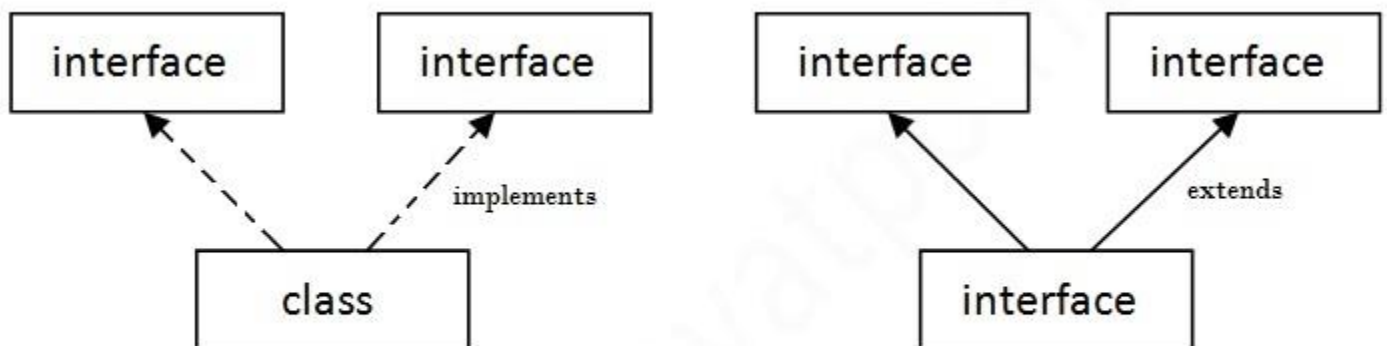 interface interface interface interface
implements extends
class interface